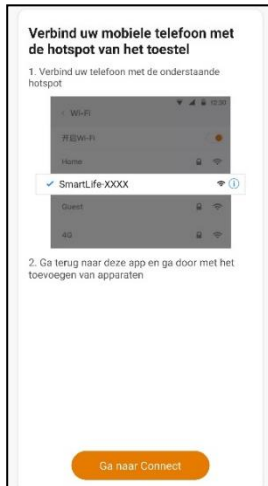 Verbind uw mobiele telefoon met
de hotspot van het toestel
1. Verbind uw telefoon met de onderstaande
hotspot
10:30
Wi-Fi
开启Wi-Fi
Home
SmartLife-XXXX
Guest
4G
2. Ga terug naar deze app en ga door met het
toevoegen van apparaten
Ga naar Connect